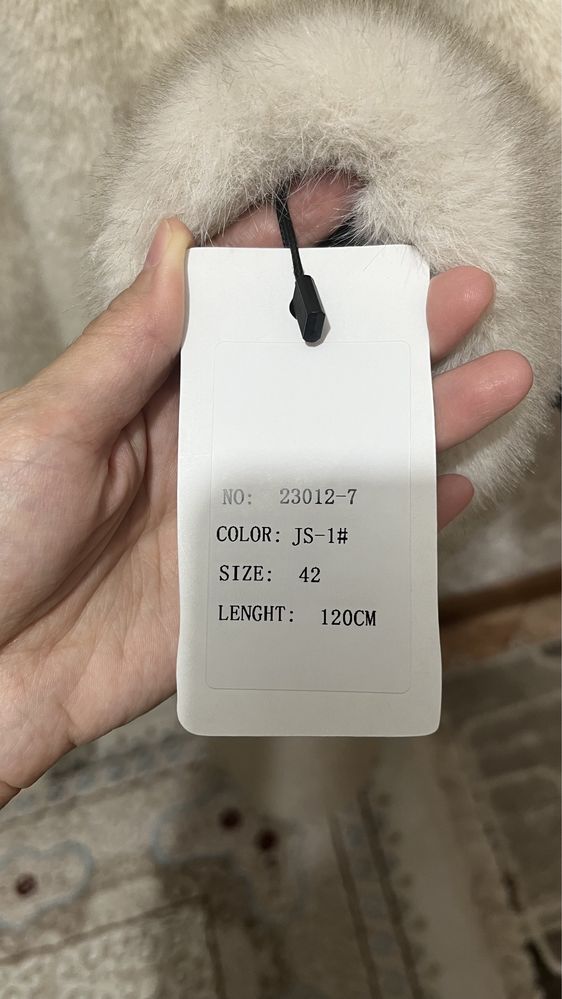 NO: 23012-7
COLOR: JS-1#
SIZE: 42
LENGHT: 120CM